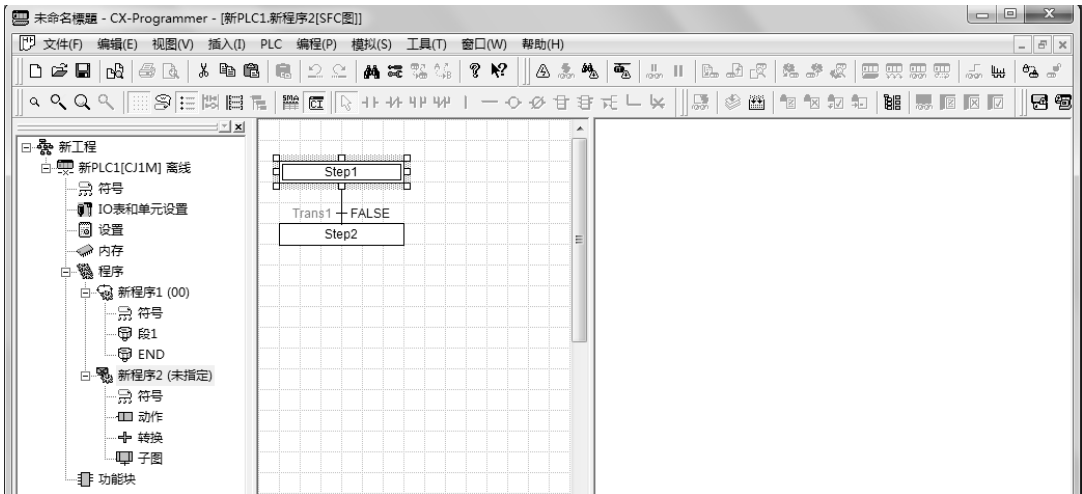 未命名標題 - CX-Programmer - [新PLC1.新程序2[SFC图]]
文件(F) 编辑(E) 视图(V) 插入(I) PLC 编程(P) 模拟(S) 工具(T) 窗口(W) 帮助(H)
新工程
新PLC1[CJ1M] 离线
符号
IO表和单元设置
设置
内存
程序
新程序1 (00)
符号
段1
END
新程序2 (未指定)
符号
动作
转换
子图
功能块
Step1
Trans1 FALSE
Step2